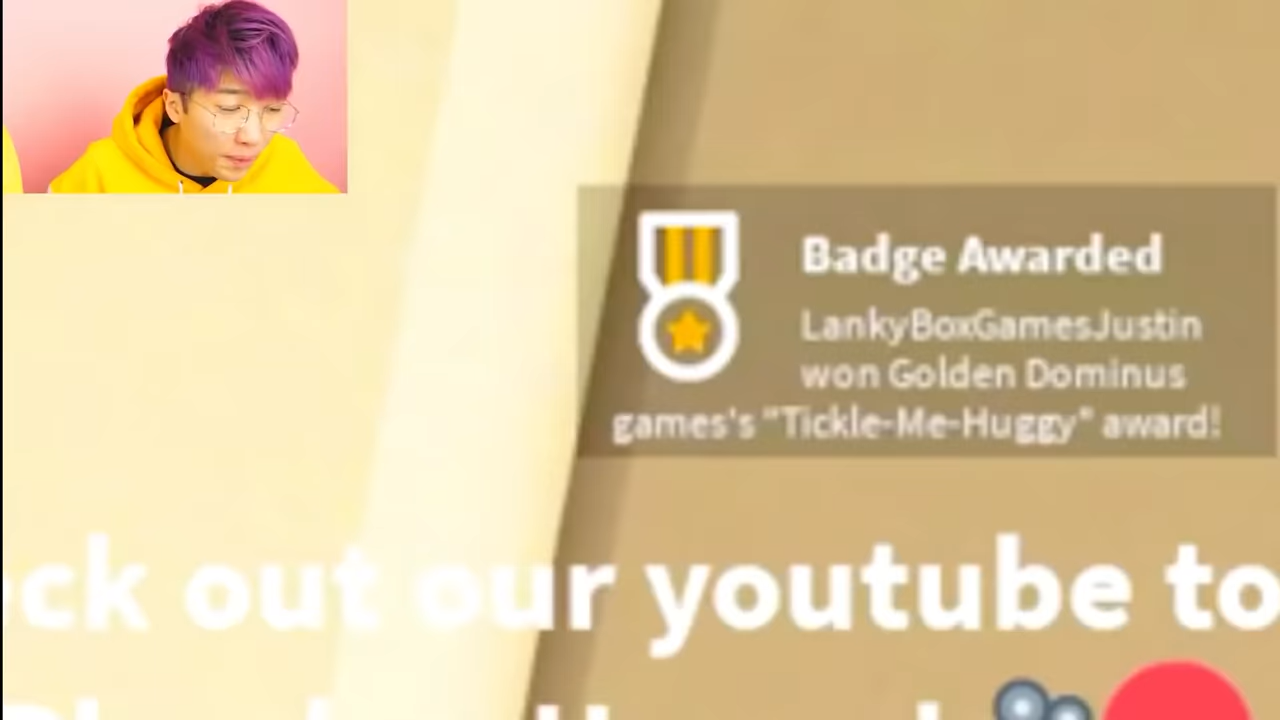 Badge Awarded
LankyBoxGamesJustin
won Golden Dominus
games's "Tickle-Me-Huggy" award!
out our youtube to